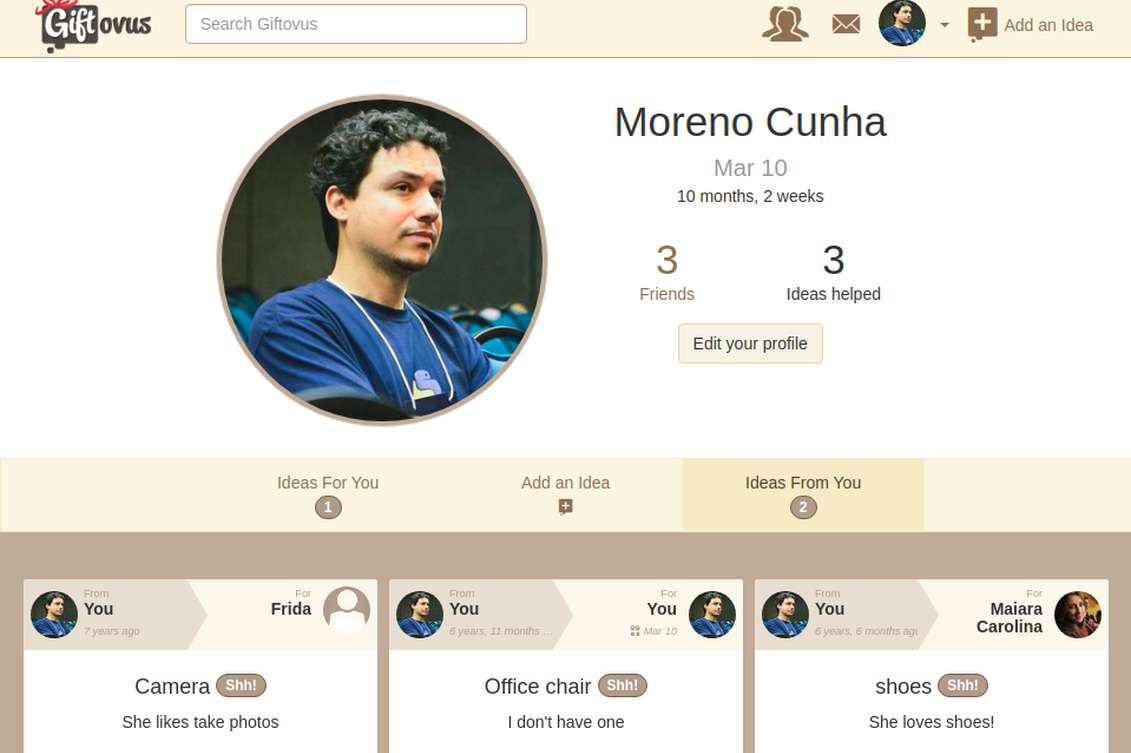 Giftovus
Search Giftovus
Add an Idea
Moreno Cunha
Mar 10
10 months, 2 weeks
3
Friends
3
Ideas helped
Edit your profile
Ideas For You
1
Add an Idea
Ideas From You
2
From
You
7 years ago
For
Frida
Camera Shh!
She likes take photos
From
You
6 years, 11 months ...
For
You
Mar 10
Office chair Shh!
I don't have one
From
You
6 years, 6 months ago
For
Maiara
Carolina
shoes Shh!
She loves shoes!